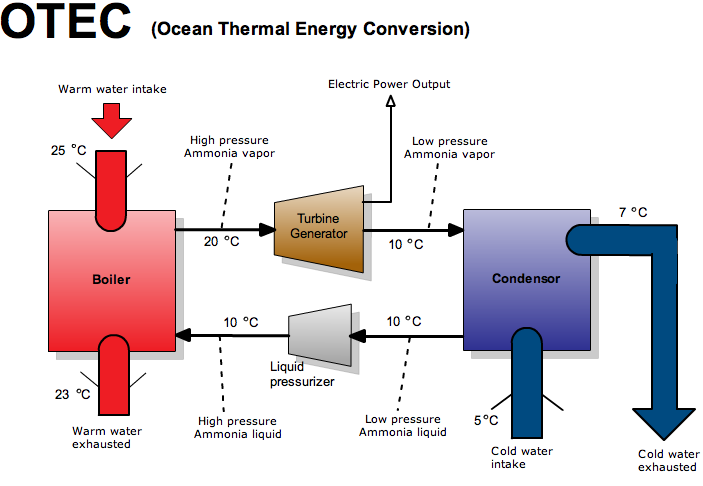 OTEC (Ocean Thermal Energy Conversion)
Warm water intake
Electric Power Output
25 °C
High pressure
Ammonia vapor
Low pressure
Ammonia vapor
7 °C
20 °C
Turbine
Generator
10 °C
Boiler
Condensor
10 °C
10 °C
Liquid
pressurizer
23 °C
High pressure
Ammonia liquid
Low pressure
Ammonia liquid
5°C
Warm water
exhausted
Cold water
intake
Cold water
exhausted